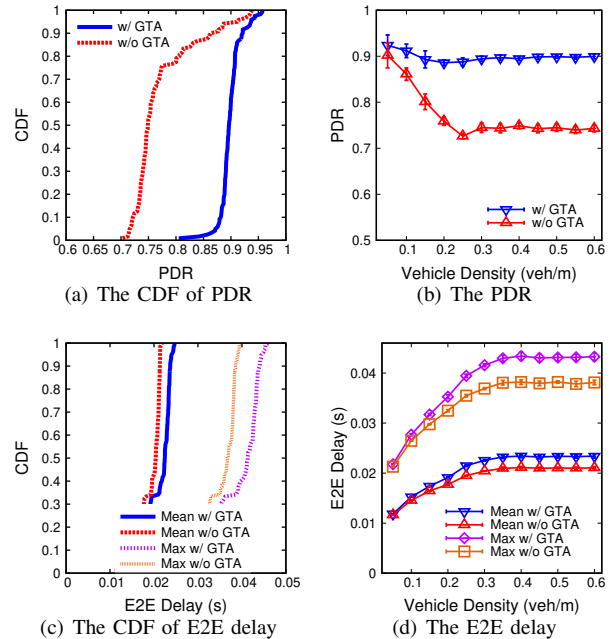 1
0.9
0.8
0.7
0.6
0.5
0.4
0.3
0.2
0.1
0
CDF
w/ GTA
w/o GTA
0.6 0.65 0.7 0.75 0.8 0.85 0.9 0.95 1
PDR
(a) The CDF of PDR
1
0.9
0.8
0.7
0.6
0.5
PDR
w/ GTA
w/o GTA
0.1 0.2 0.3 0.4 0.5 0.6
Vehicle Density (veh/m)
(b) The PDR
1
0.9
0.8
0.7
0.6
0.5
0.4
0.3
0.2
0.1
0
CDF
Mean w/ GTA
Mean w/o GTA
Max w/ GTA
Max w/o GTA
0 0.01 0.02 0.03 0.04 0.05
E2E Delay (s)
(c) The CDF of E2E delay
0.04
0.03
0.02
0.01
0
E2E Delay (s)
Mean w/ GTA
Mean w/o GTA
Max w/ GTA
Max w/o GTA
0.1 0.2 0.3 0.4 0.5 0.6
Vehicle Density (veh/m)
(d) The E2E delay